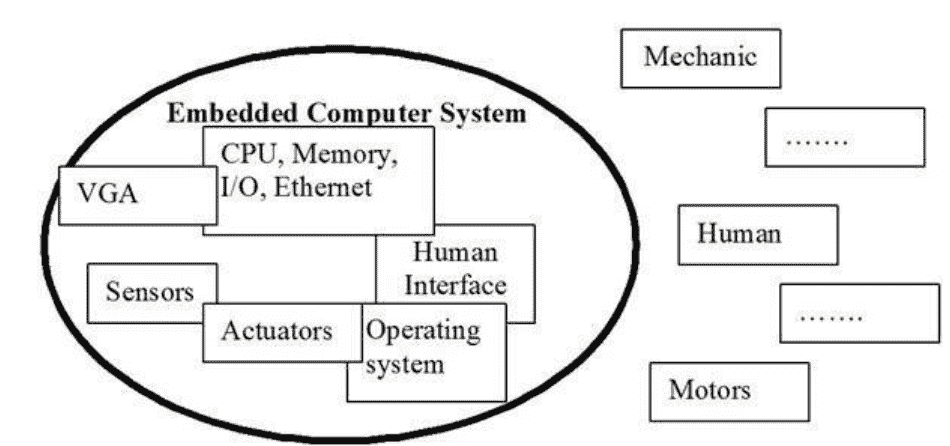 Mechanic
Embedded Computer System
.......
CPU, Memory,
I/O, Ethernet
VGA
Human
Human
Interface
Sensors
.......
Actuators
Operating
system
Motors